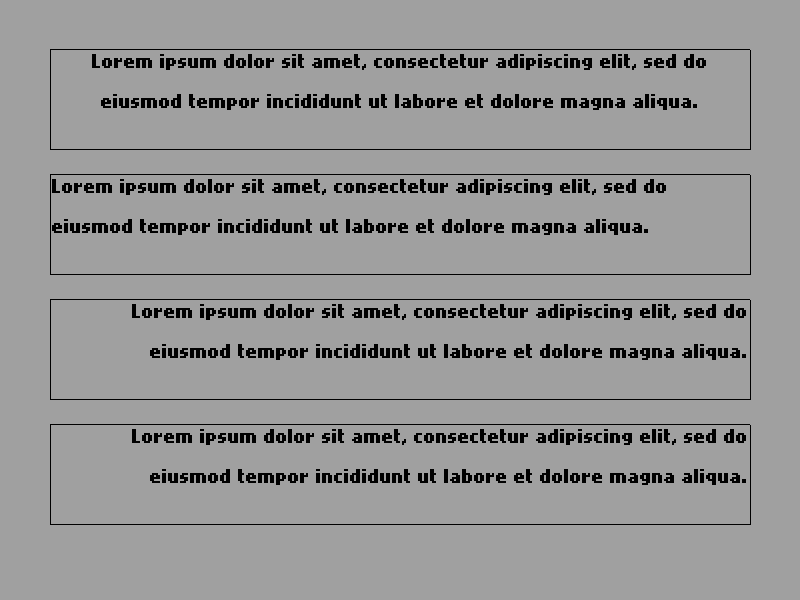 Lorem ipsum dolor sit amet, consectetur adipiscing elit, sed do
eiusmod tempor incididunt ut labore et dolore magna aliqua.
Lorem ipsum dolor sit amet, consectetur adipiscing elit, sed do
eiusmod tempor incididunt ut labore et dolore magna aliqua.
Lorem ipsum dolor sit amet, consectetur adipiscing elit, sed do
eiusmod tempor incididunt ut labore et dolore magna aliqua.
Lorem ipsum dolor sit amet, consectetur adipiscing elit, sed do
eiusmod tempor incididunt ut labore et dolore magna aliqua.